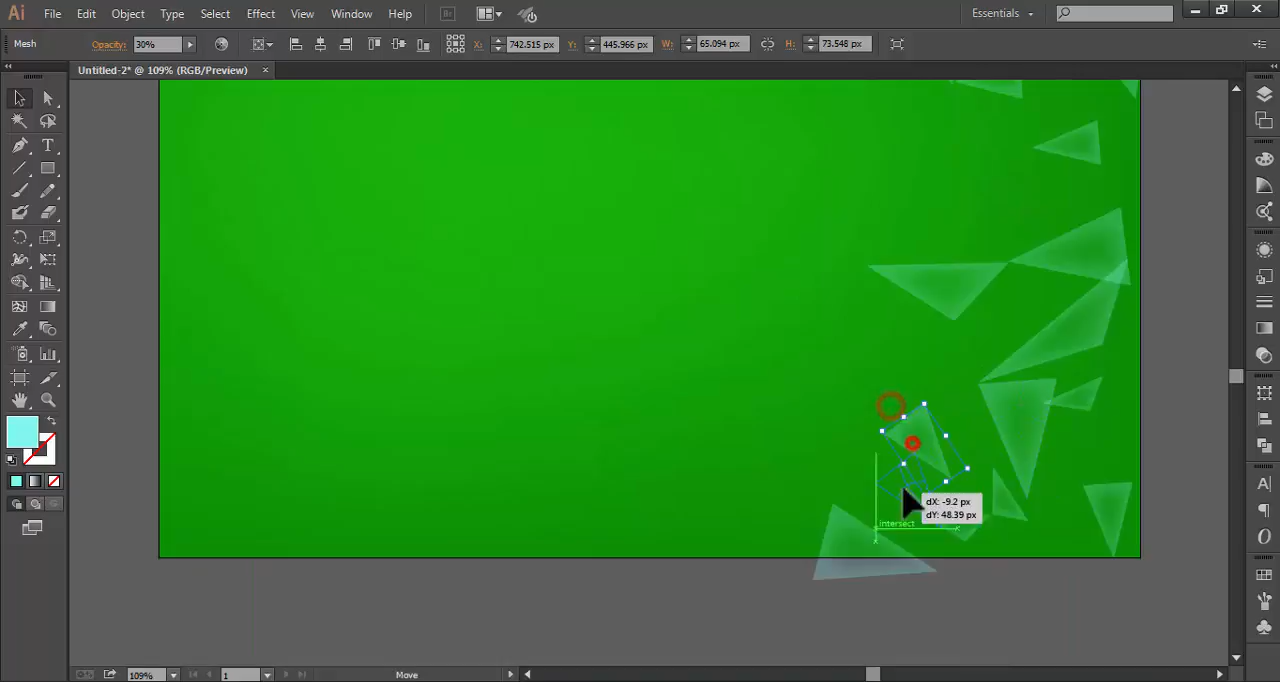 Ai File Edit Object Type Select Effect View Window Help Br Essentials
Mesh Opacity: 30% X: 742.515 px Y: 445.966 px W: 65.094 px H: 73.548 px
Untitled-2* @ 109% (RGB/Preview) ×
dX: -9.2 px
dY: 48.39 px
intersect
109% 1 Move